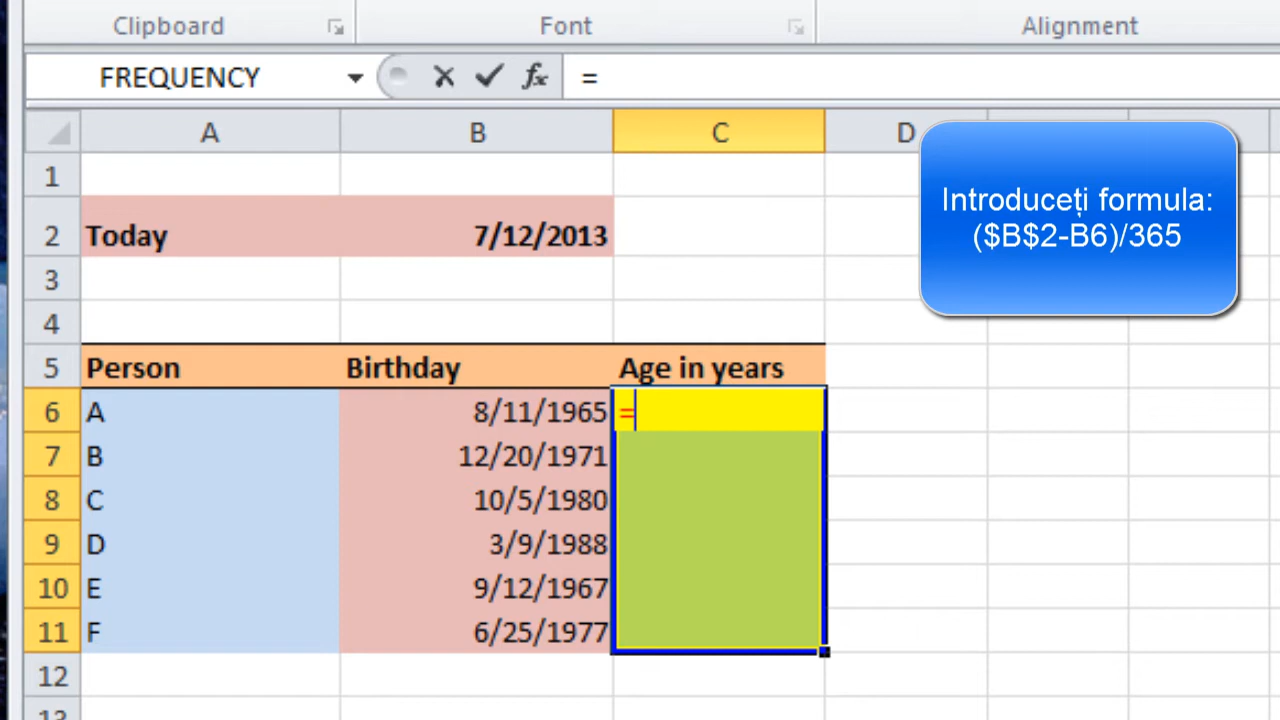 Clipboard
Font
Alignment
FREQUENCY
fx
=
A
B
C
D
1
2
Today
7/12/2013
3
4
5
Person
Birthday
Age in years
6
A
8/11/1965
=
7
B
12/20/1971
8
C
10/5/1980
9
D
3/9/1988
10
E
9/12/1967
11
F
6/25/1977
12
13
Introduceți formula:
($B$2-B6)/365